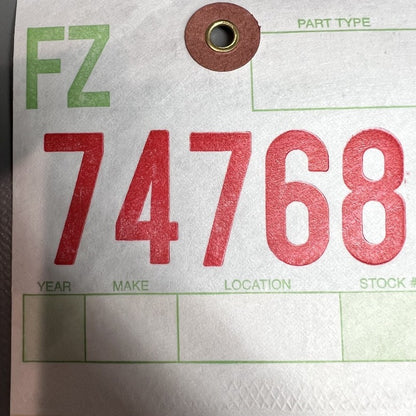 FZ
PART TYPE
74768
YEAR MAKE LOCATION STOCK #